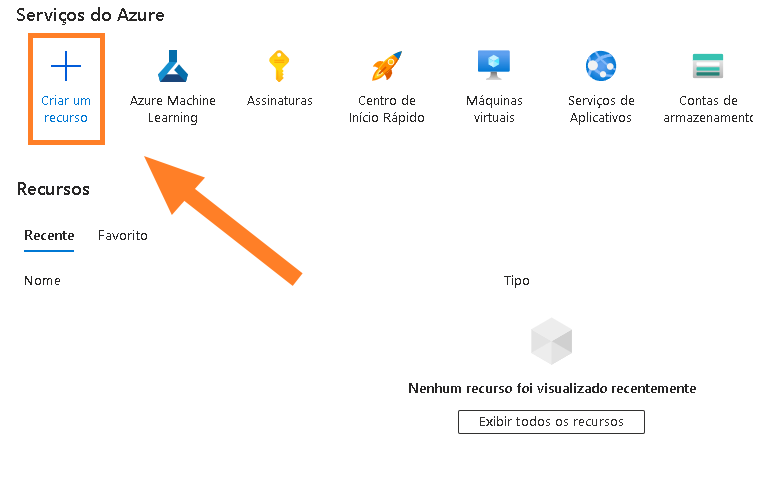 Serviços do Azure
Criar um recurso
Azure Machine Learning
Assinaturas
Centro de Início Rápido
Máquinas virtuais
Serviços de Aplicativos
Contas de armazenamento
Recursos
Recente Favorito
Nome Tipo
Nenhum recurso foi visualizado recentemente
Exibir todos os recursos